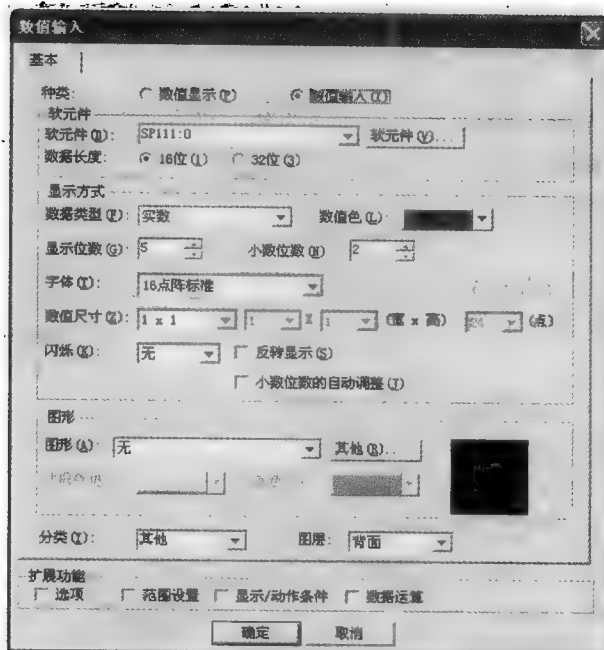 数值输入
基本
种类: 数值显示(P) 数值输入(I)
软元件
软元件(D): SP111:0 软元件(V)...
数据长度: 16位(1) 32位(3)
显示方式
数据类型(F): 实数 数值色(L):
显示位数(G): 5 小数位数(N) 2
字体(T): 16点阵标准
数值尺寸(Z): 1 x 1 1 X 1 (宽 x 高) 24 (点)
闪烁(K): 无 反转显示(S)
小数位数的自动调整(J)
图形
图形(A): 无 其他(R)...
分类(Y): 其他 图层: 背面
扩展功能
选项 范围设置 显示/动作条件 数据运算
确定 取消